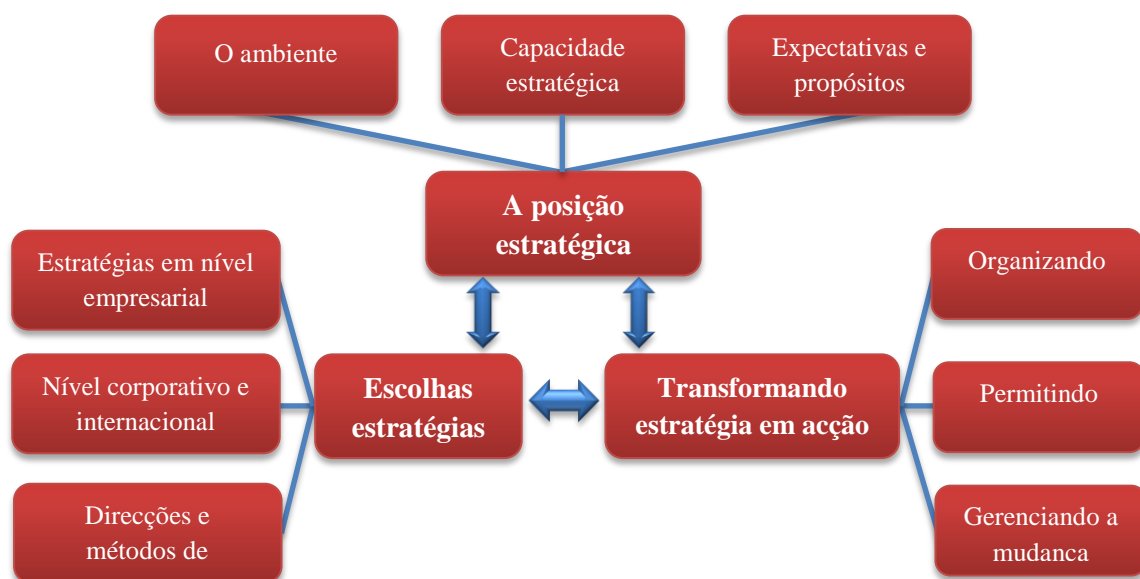 O ambiente
Capacidade
estratégica
Expectativas e
propósitos
A posição
estratégica
Estratégias em nível
empresarial
Organizando
Nível corporativo e
internacional
Escolhas
estratégias
Transformando
estratégia em acção
Permitindo
Direcções e
métodos de
Gerenciando a
mudanca